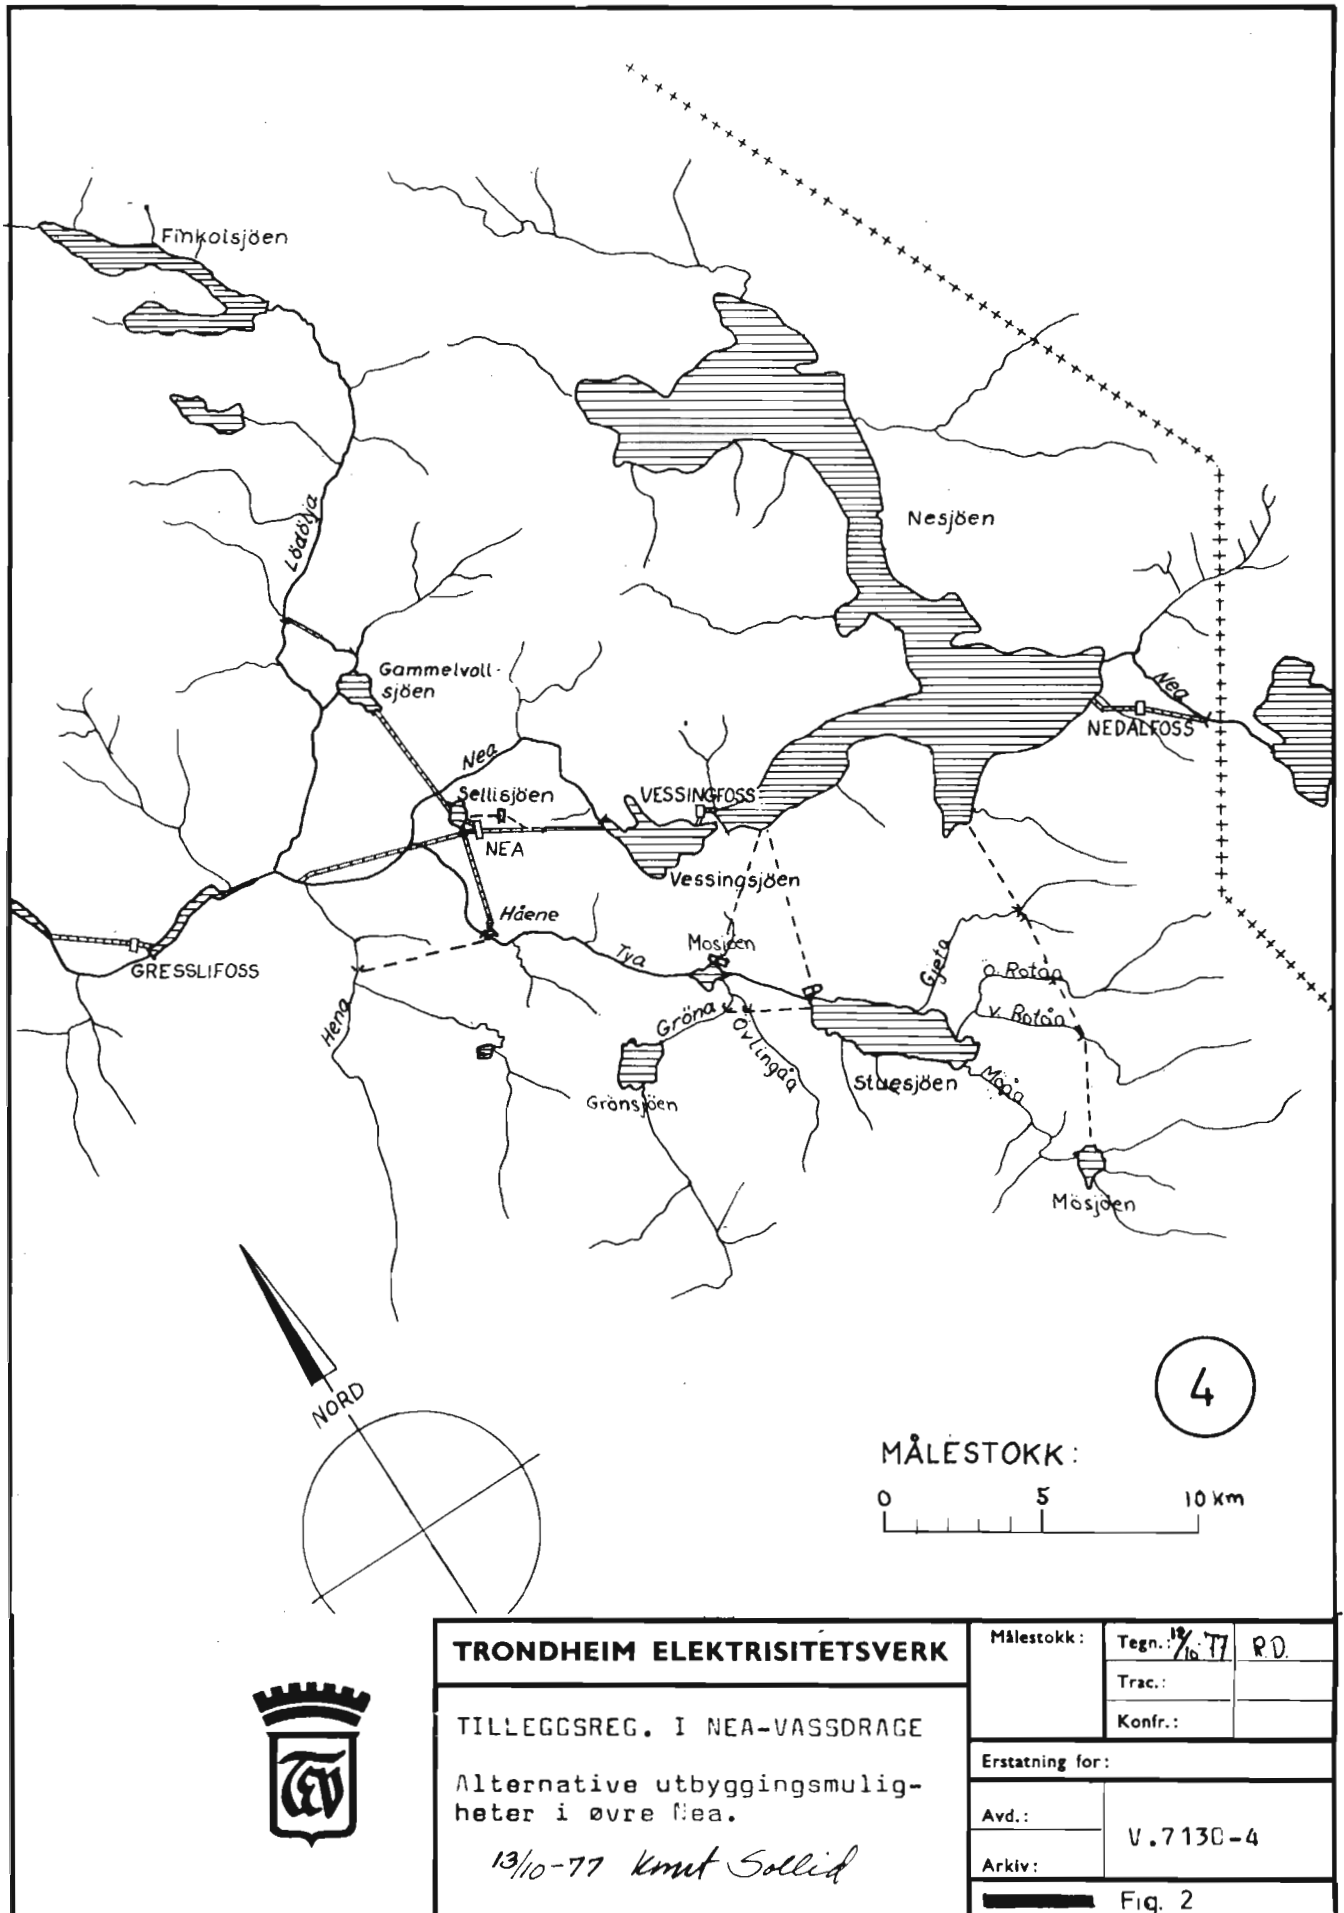 Finkolsjöen
Lödölja
Nesjöen
Gammelvoll-
sjöen
Nea
Nea
NEDALFOSS
Sellisjöen
VESSINGFOSS
NEA
Vessingsjöen
Håene
Mosjöen
Tya
Gjeta
GRESSLIFOSS
ö. Rotåa
v. Rotåa
Gröna
Övlingåa
Hena
Stuesjöen
Möåa
Grönsjöen
Mösjöen
NORD
4
MÅLESTOKK:
0 5 10 km
TRONDHEIM ELEKTRISITETSVERK
TILLEGGSREG. I NEA-VASSDRAGE
Alternative utbyggingsmulig-
heter i øvre Nea.
13/10-77 Knut Sollid
TEV
Målestokk:
Tegn.: 12/10.77 R.D.
Trac.:
Konfr.:
Erstatning for:
Avd.:
V.7130-4
Arkiv:
Fig. 2